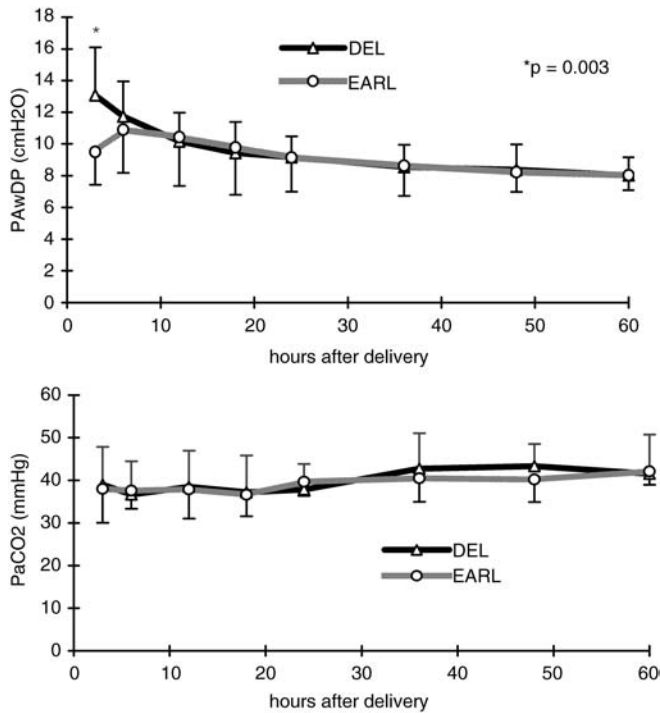 18
16
14
12
10
8
6
4
2
0
PAwDP (cmH2O)
*
DEL
EARL
*p = 0.003
0 10 20 30 40 50 60
hours after delivery
60
50
40
30
20
10
0
PaCO2 (mmHg)
DEL
EARL
0 10 20 30 40 50 60
hours after delivery